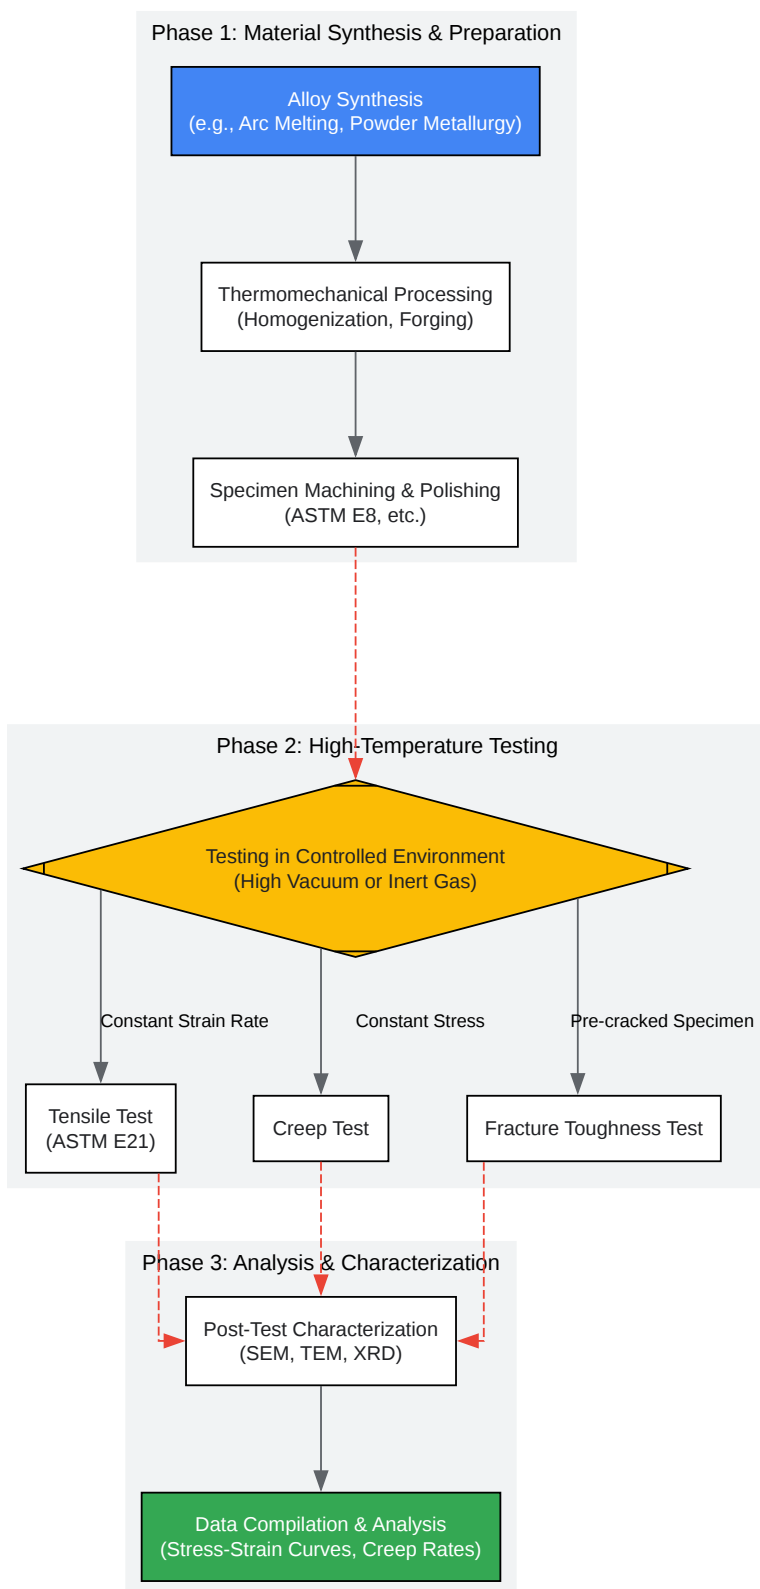 Phase 1: Material Synthesis & Preparation
Alloy Synthesis
(e.g., Arc Melting, Powder Metallurgy)
Thermomechanical Processing
(Homogenization, Forging)
Specimen Machining & Polishing
(ASTM E8, etc.)
Phase 2: High-Temperature Testing
Testing in Controlled Environment
(High Vacuum or Inert Gas)
Constant Strain Rate
Constant Stress
Pre-cracked Specimen
Tensile Test
(ASTM E21)
Creep Test
Fracture Toughness Test
Phase 3: Analysis & Characterization
Post-Test Characterization
(SEM, TEM, XRD)
Data Compilation & Analysis
(Stress-Strain Curves, Creep Rates)